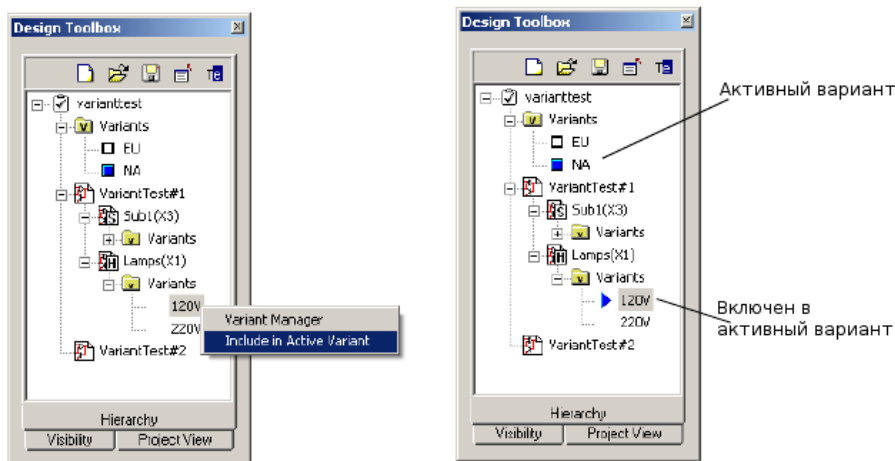 Design Toolbox
varianttest
Variants
EU
NA
VariantTest#1
Sub1(X3)
Variants
Lamps(X1)
Variants
120V
220V
Variant Manager
Include in Active Variant
VariantTest#2
Hierarchy
Visibility
Project View
Design Toolbox
varianttest
Variants
EU
NA
VariantTest#1
Sub1(X3)
Variants
Lamps(X1)
Variants
120V
220V
VariantTest#2
Hierarchy
Visibility
Project View
Активный вариант
Включен в
активный вариант